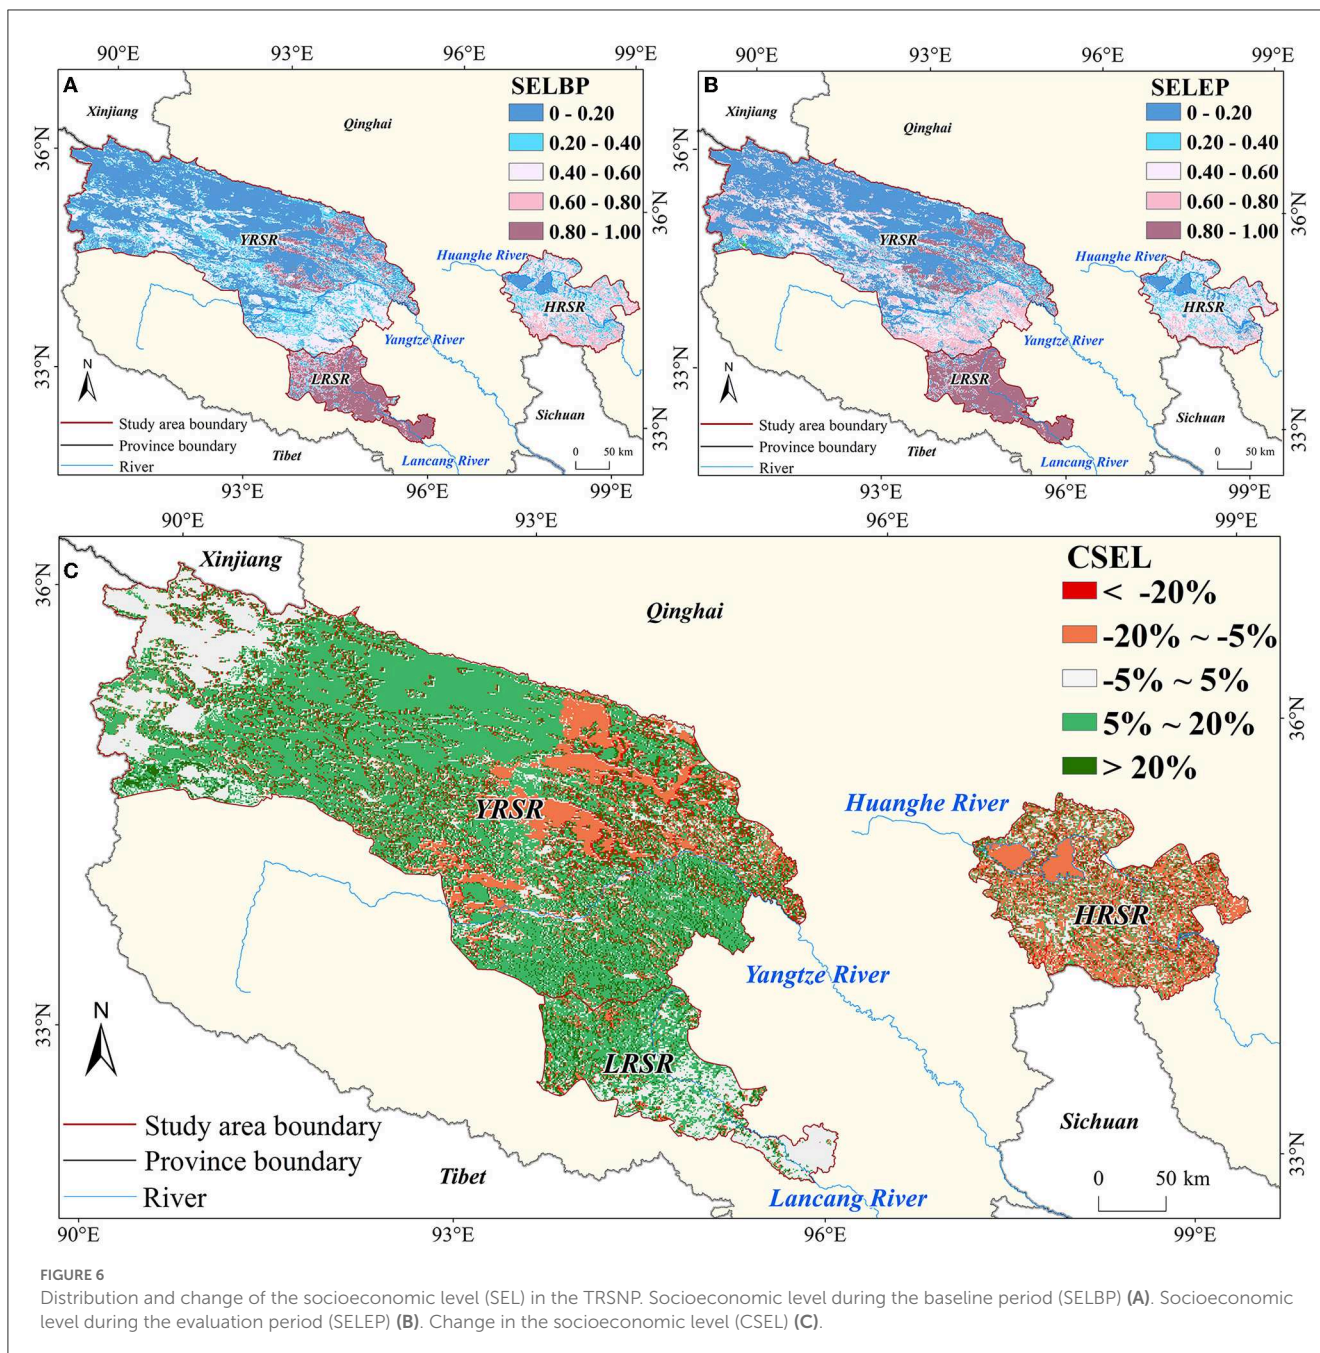 90°E 93°E 96°E 99°E
A
SELBP
0 - 0.20
0.20 - 0.40
0.40 - 0.60
0.60 - 0.80
0.80 - 1.00
Xinjiang
Qinghai
36°N
36°N
YRSR
Huanghe River
HRSR
Yangtze River
33°N
N
LRSR
Sichuan
Study area boundary
Province boundary
River
Tibet
Lancang River
0 50 km
33°N
93°E 96°E 99°E
90°E 93°E 96°E 99°E
B
SELEP
0 - 0.20
0.20 - 0.40
0.40 - 0.60
0.60 - 0.80
0.80 - 1.00
Xinjiang
Qinghai
36°N
36°N
YRSR
Huanghe River
HRSR
Yangtze River
33°N
N
LRSR
Sichuan
Study area boundary
Province boundary
River
Tibet
Lancang River
0 50 km
33°N
93°E 96°E 99°E
90°E 93°E 96°E 99°E
C
Xinjiang
CSEL
< -20%
-20% ~ -5%
-5% ~ 5%
5% ~ 20%
> 20%
Qinghai
36°N
36°N
YRSR
Huanghe River
HRSR
Yangtze River
33°N
N
LRSR
Sichuan
Study area boundary
Province boundary
River
Tibet
Lancang River
0 50 km
33°N
90°E 93°E 96°E 99°E
FIGURE 6
Distribution and change of the socioeconomic level (SEL) in the TRSNP. Socioeconomic level during the baseline period (SELBP) (A). Socioeconomic
level during the evaluation period (SELEP) (B). Change in the socioeconomic level (CSEL) (C).